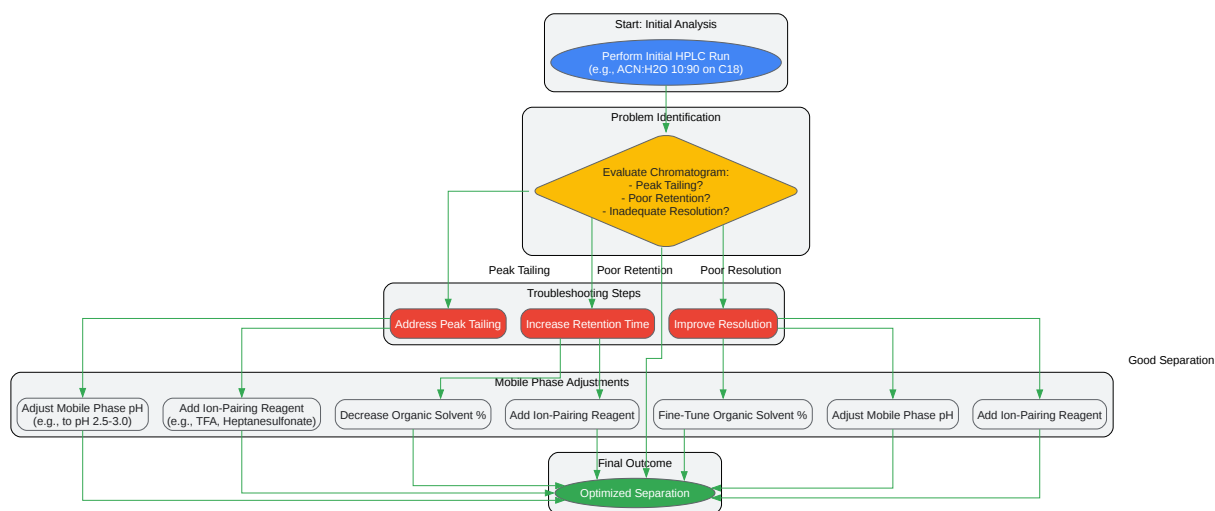 Start: Initial Analysis
Perform Initial HPLC Run
(e.g., ACN:H2O 10:90 on C18)
Problem Identification
Evaluate Chromatogram:
- Peak Tailing?
- Poor Retention?
- Inadequate Resolution?
Peak Tailing
Poor Retention
Poor Resolution
Troubleshooting Steps
Address Peak Tailing
Increase Retention Time
Improve Resolution
Good Separation
Mobile Phase Adjustments
Adjust Mobile Phase pH
(e.g., to pH 2.5-3.0)
Add Ion-Pairing Reagent
(e.g., TFA, Heptanesulfonate)
Decrease Organic Solvent %
Add Ion-Pairing Reagent
Fine-Tune Organic Solvent %
Adjust Mobile Phase pH
Add Ion-Pairing Reagent
Final Outcome
Optimized Separation